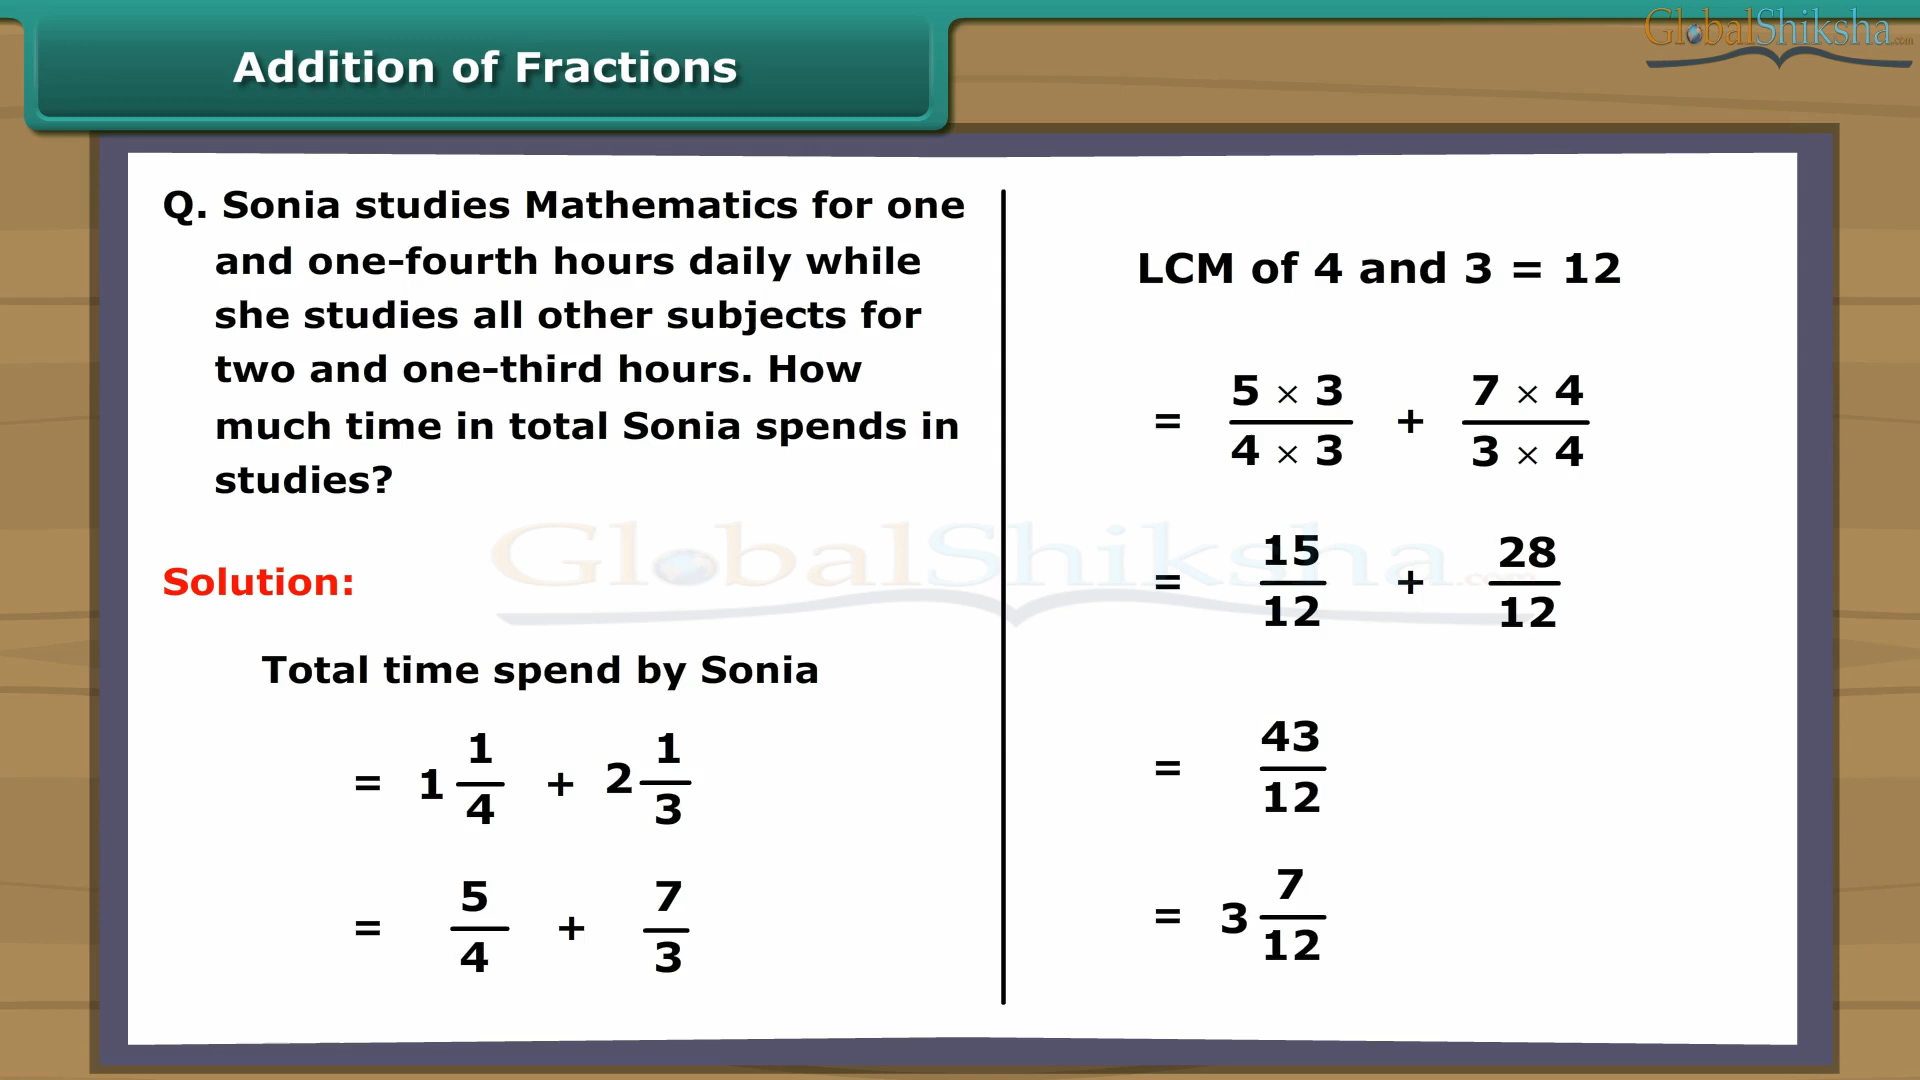 Addition of Fractions
GlobalShiksha.com
Q. Sonia studies Mathematics for one
and one-fourth hours daily while
she studies all other subjects for
two and one-third hours. How
much time in total Sonia spends in
studies?
Solution:
Total time spend by Sonia
= 1 1/4 + 2 1/3
= 5/4 + 7/3
LCM of 4 and 3 = 12
= 5 × 3 / 4 × 3 + 7 × 4 / 3 × 4
= 15/12 + 28/12
= 43/12
= 3 7/12
GlobalShiksha.com